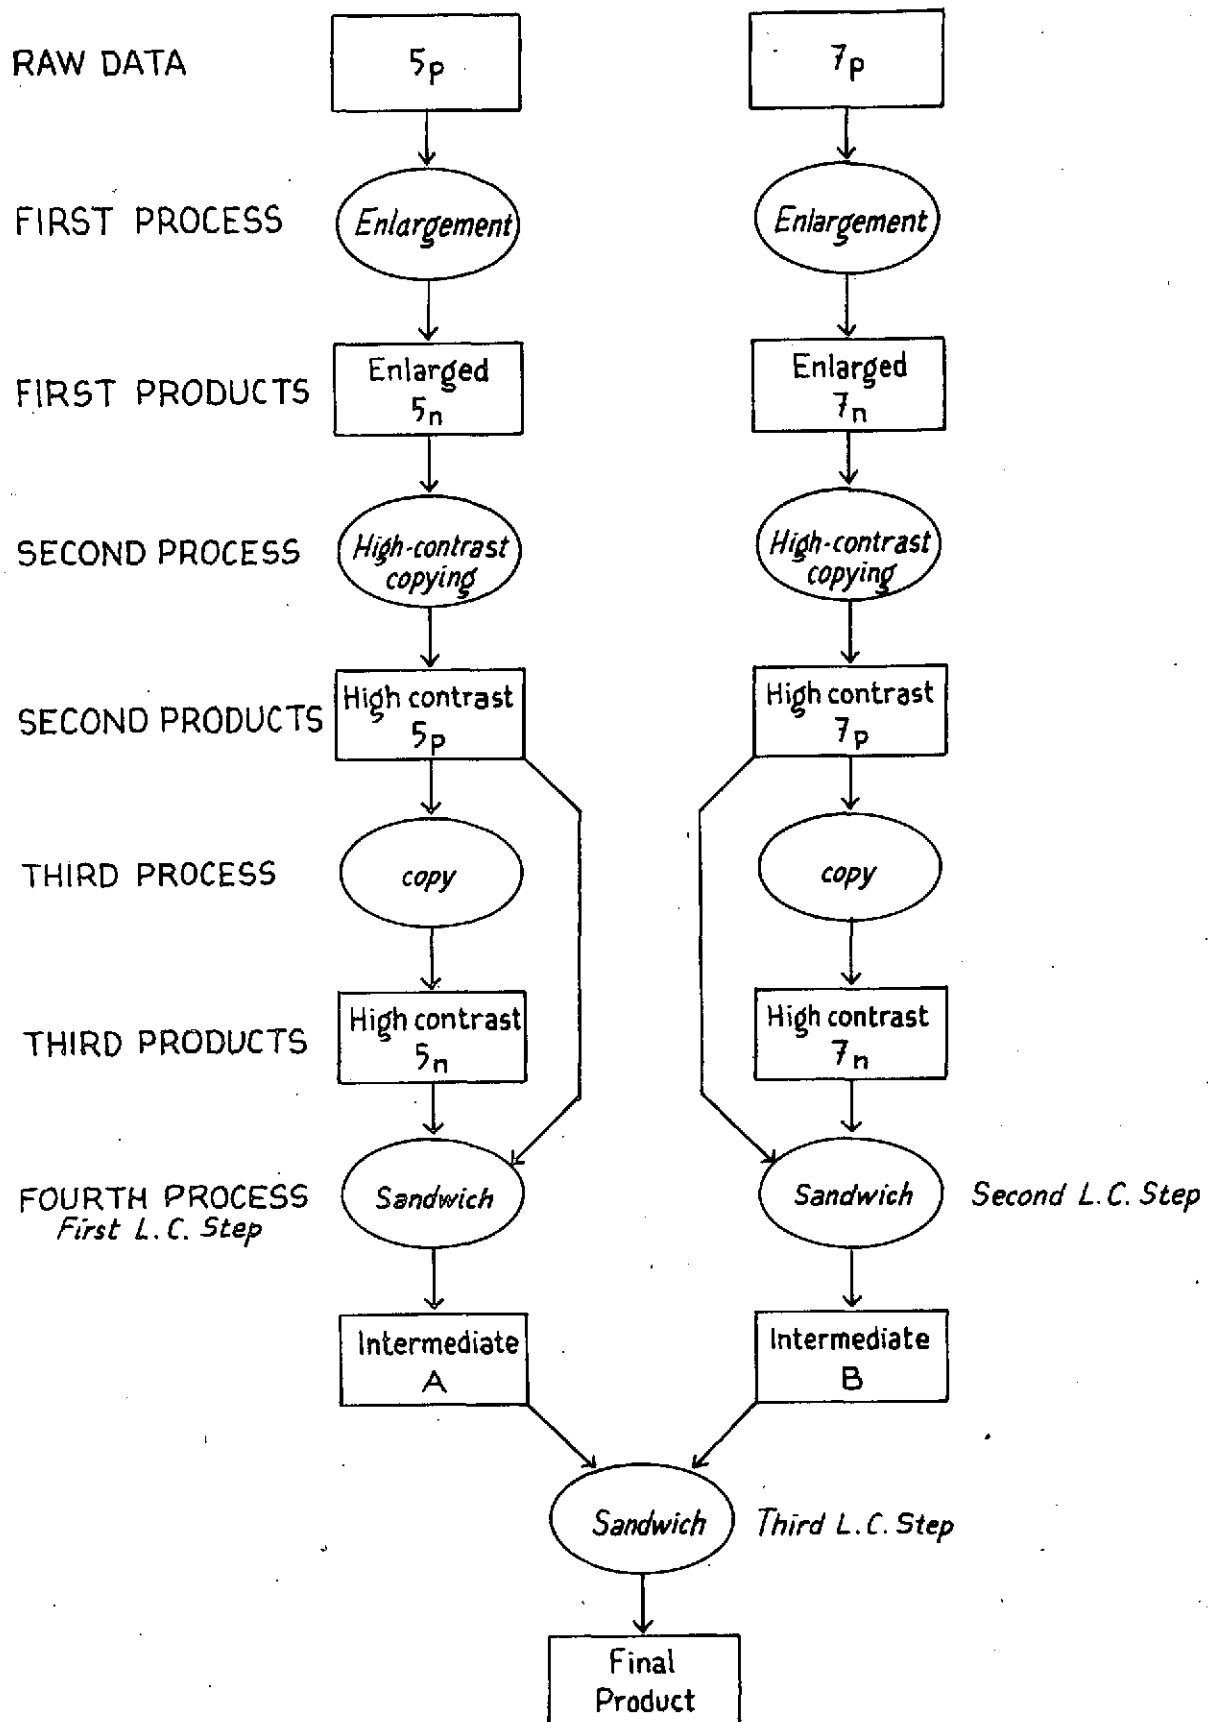 RAW DATA
5p
7p
FIRST PROCESS
Enlargement
Enlargement
FIRST PRODUCTS
Enlarged
5n
Enlarged
7n
SECOND PROCESS
High-contrast
copying
High-contrast
copying
SECOND PRODUCTS
High contrast
5p
High contrast
7p
THIRD PROCESS
copy
copy
THIRD PRODUCTS
High contrast
5n
High contrast
7n
FOURTH PROCESS
First L.C. Step
Sandwich
Sandwich
Second L.C. Step
Intermediate
A
Intermediate
B
Sandwich
Third L.C. Step
Final
Product